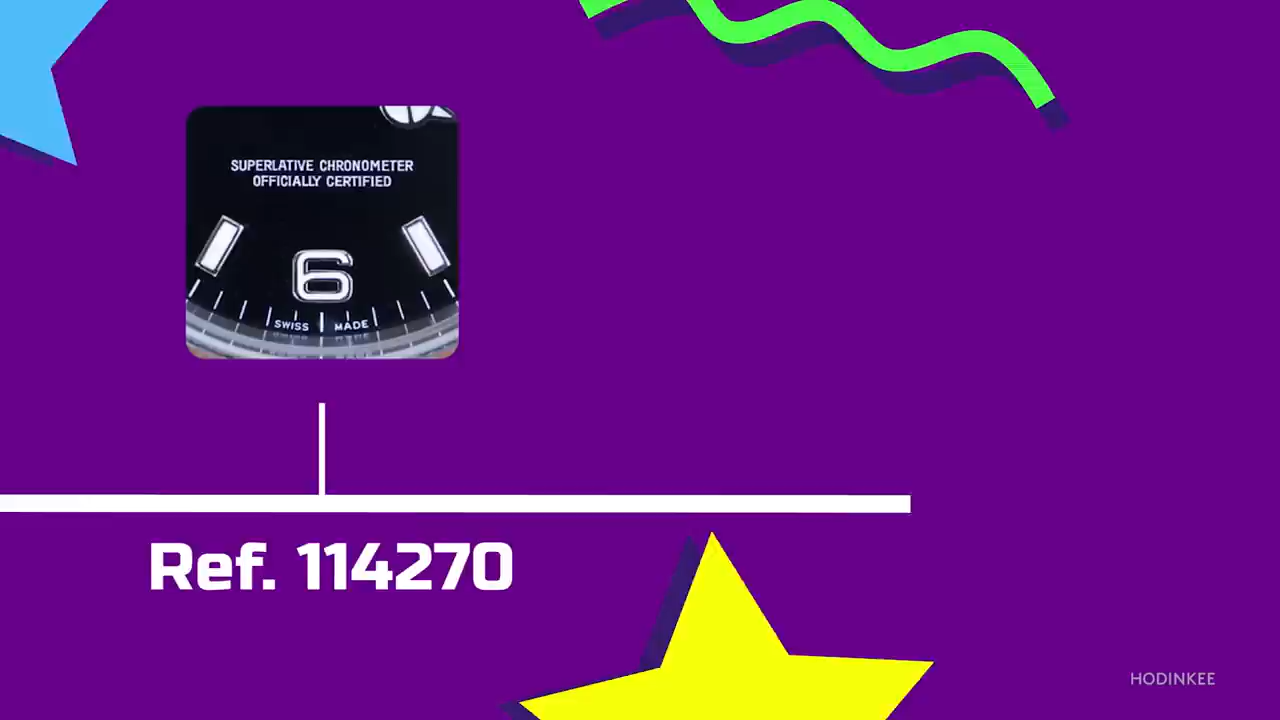 SUPERLATIVE CHRONOMETER
OFFICIALLY CERTIFIED
6
SWISS MADE
Ref. 114270
HODINKEE